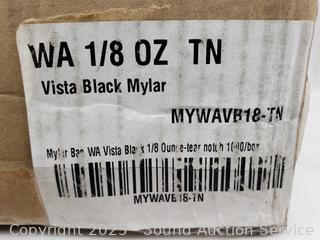 WA 1/8 OZ TN
Vista Black Mylar
MYWAVB18-TN
Mylar Bag WA Vista Black 1/8 Ounce-tear notch 1000/box
MYWAVB18-TN
Copyright 2023 - Sound Auction Service